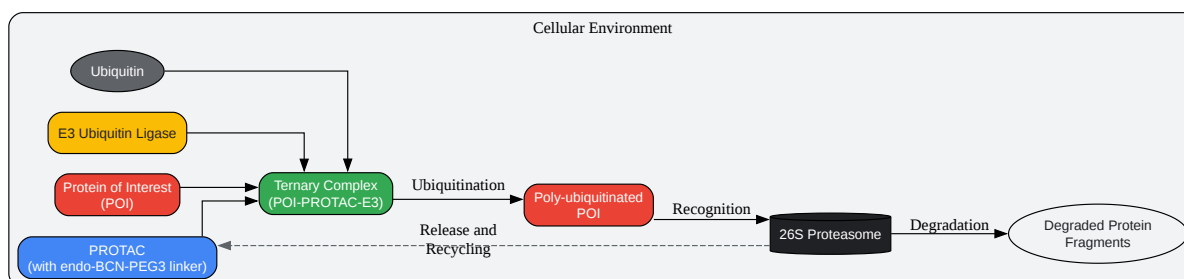 Cellular Environment
Ubiquitin
E3 Ubiquitin Ligase
Protein of Interest
(POI)
Ternary Complex
(POI-PROTAC-E3)
Ubiquitination
Poly-ubiquitinated
POI
Recognition
26S Proteasome
Degradation
Degraded Protein
Fragments
Release and
Recycling
PROTAC
(with endo-BCN-PEG3 linker)